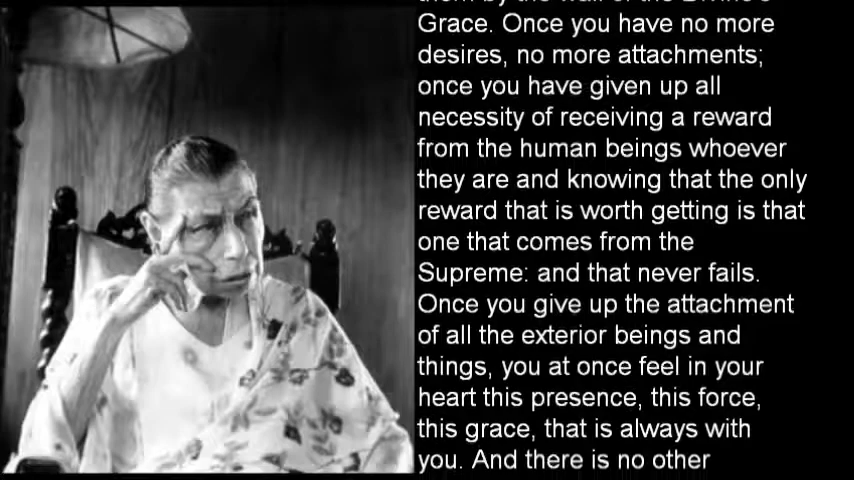 Grace. Once you have no more
desires, no more attachments;
once you have given up all
necessity of receiving a reward
from the human beings whoever
they are and knowing that the only
reward that is worth getting is that
one that comes from the
Supreme: and that never fails.
Once you give up the attachment
of all the exterior beings and
things, you at once feel in your
heart this presence, this force,
this grace, that is always with
you. And there is no other